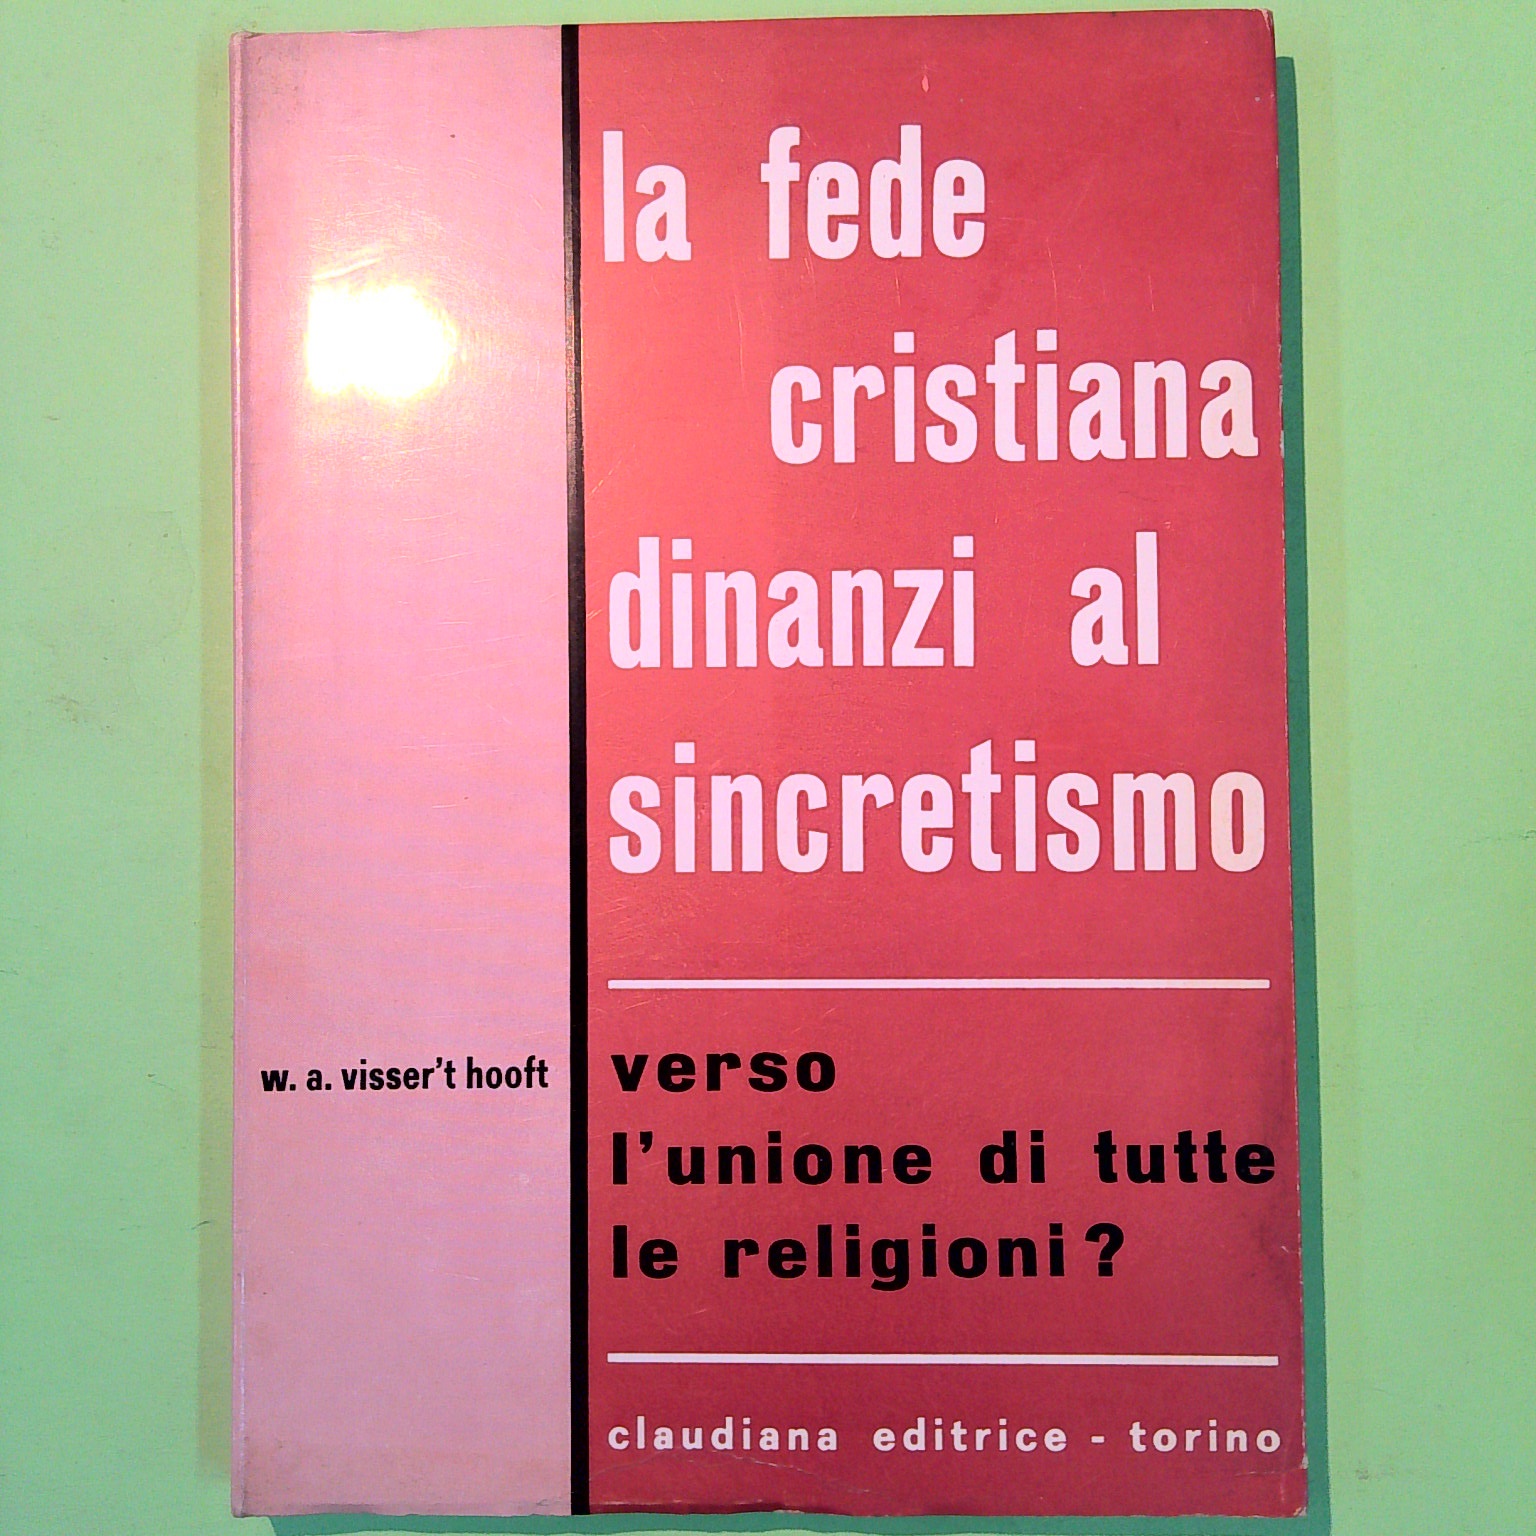 la fede
cristiana
dinanzi al
sincretismo
w. a. visser't hooft
verso
l'unione di tutte
le religioni?
claudiana editrice - torino